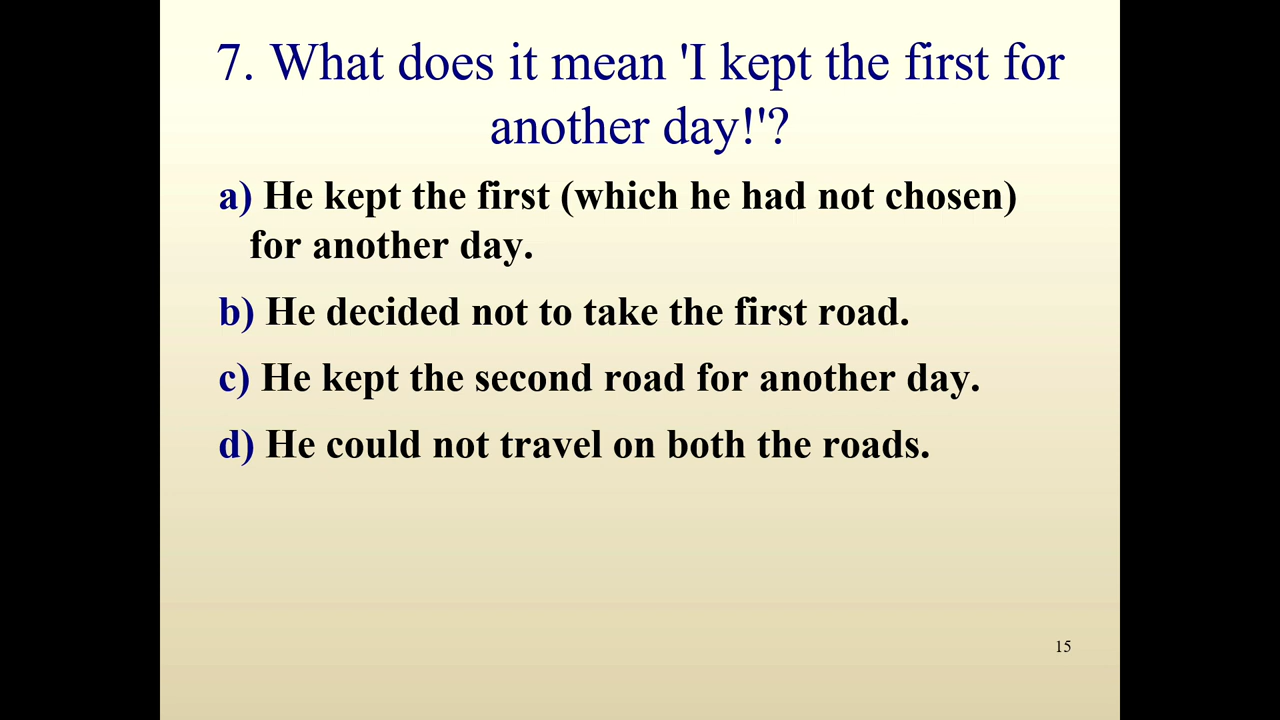 7. What does it mean 'I kept the first for
another day!'?
a) He kept the first (which he had not chosen)
for another day.
b) He decided not to take the first road.
c) He kept the second road for another day.
d) He could not travel on both the roads.
15